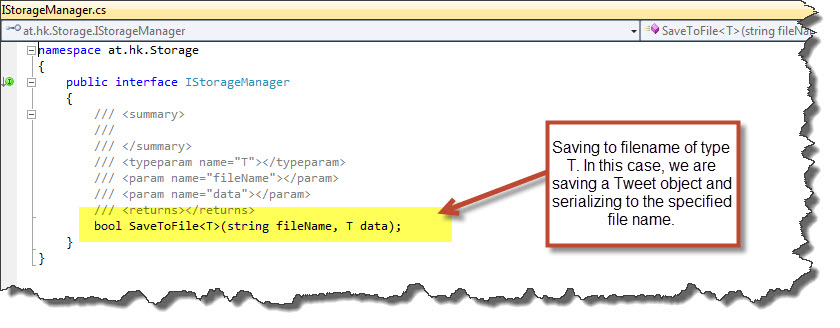 IStorageManager.cs
at.hk.Storage.IStorageManager
SaveToFile<T>(string fileNa
namespace at.hk.Storage
{
public interface IStorageManager
{
/// <summary>
///
/// </summary>
/// <typeparam name="T"></typeparam>
/// <param name="fileName"></param>
/// <param name="data"></param>
/// <returns></returns>
bool SaveToFile<T>(string fileName, T data);
}
}
Saving to filename of type
T. In this case, we are
saving a Tweet object and
serializing to the specified
file name.